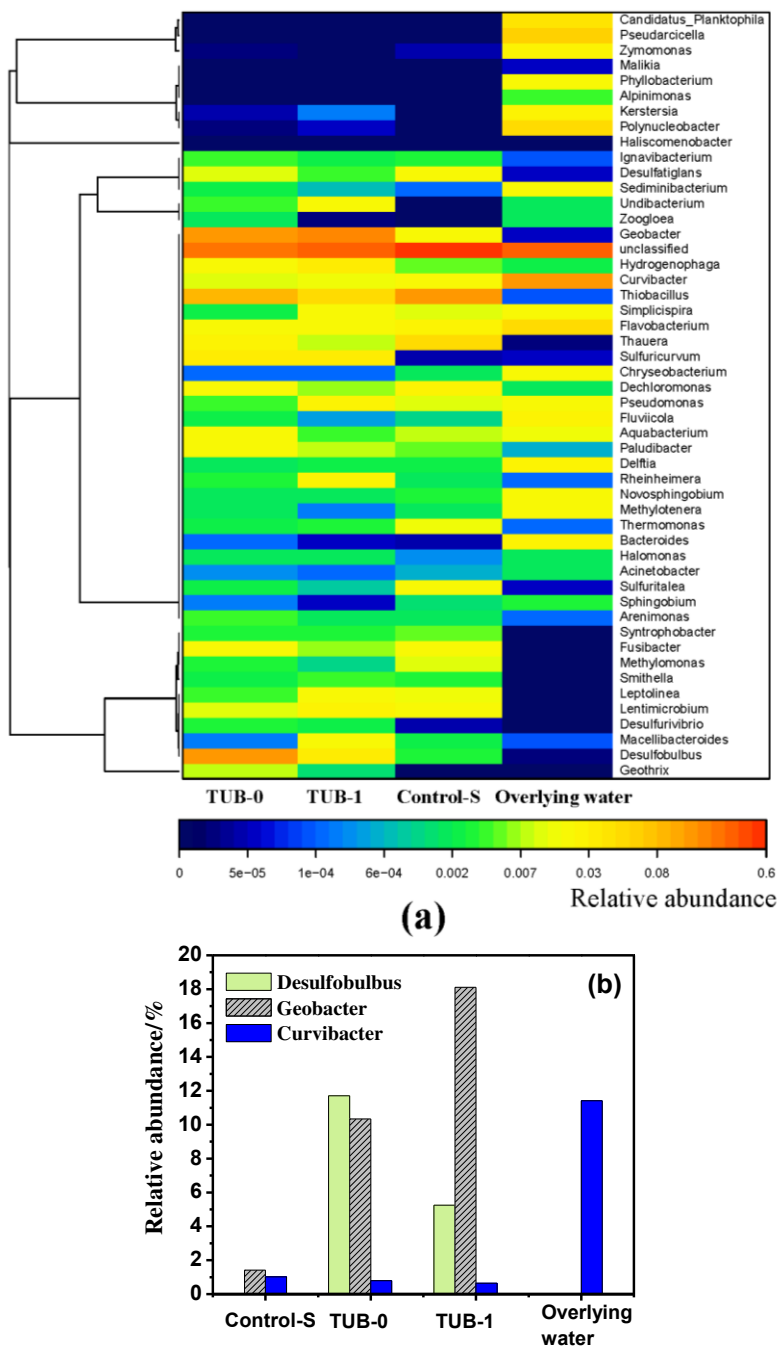 Candidatus_Planktophila
Pseudarcicella
Zymomonas
Malikia
Phyllobacterium
Alpinimonas
Kerstersia
Polynucleobacter
Haliscomenobacter
Ignavibacterium
Desulfatiglans
Sediminibacterium
Undibacterium
Zoogloea
Geobacter
unclassified
Hydrogenophaga
Curvibacter
Thiobacillus
Simplicispira
Flavobacterium
Thauera
Sulfuricurvum
Chryseobacterium
Dechloromonas
Pseudomonas
Fluviicola
Aquabacterium
Paludibacter
Delftia
Rheinheimera
Novosphingobium
Methylotenera
Thermomonas
Bacteroides
Halomonas
Acinetobacter
Sulfuritalea
Sphingobium
Arenimonas
Syntrophobacter
Fusibacter
Methylomonas
Smithella
Leptolinea
Lentimicrobium
Desulfurivibrio
Macellibacteroides
Desulfobulbus
Geothrix
TUB-0 TUB-1 Control-S Overlying water
0 5e−05 1e−04 6e−04 0.002 0.007 0.03 0.08 0.6
Relative abundance
(a)
(b)
Desulfobulbus
Geobacter
Curvibacter
Relative abundance/%
20
18
16
14
12
10
8
6
4
2
0
Control-S TUB-0 TUB-1 Overlying
water